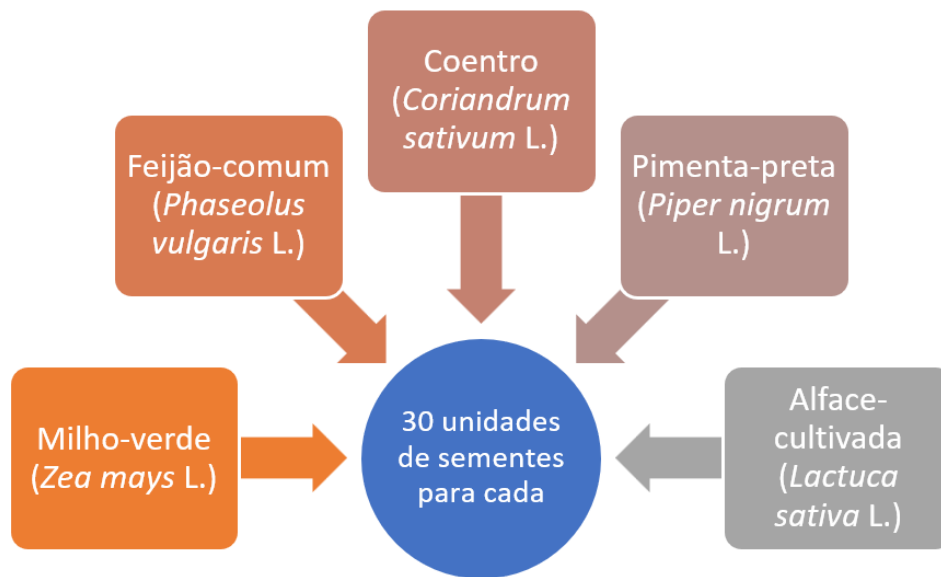 Coentro
(Coriandrum
sativum L.)
Feijão-comum
(Phaseolus
vulgaris L.)
Pimenta-preta
(Piper nigrum
L.)
Milho-verde
(Zea mays L.)
30 unidades
de sementes
para cada
Alface-
cultivada
(Lactuca
sativa L.)